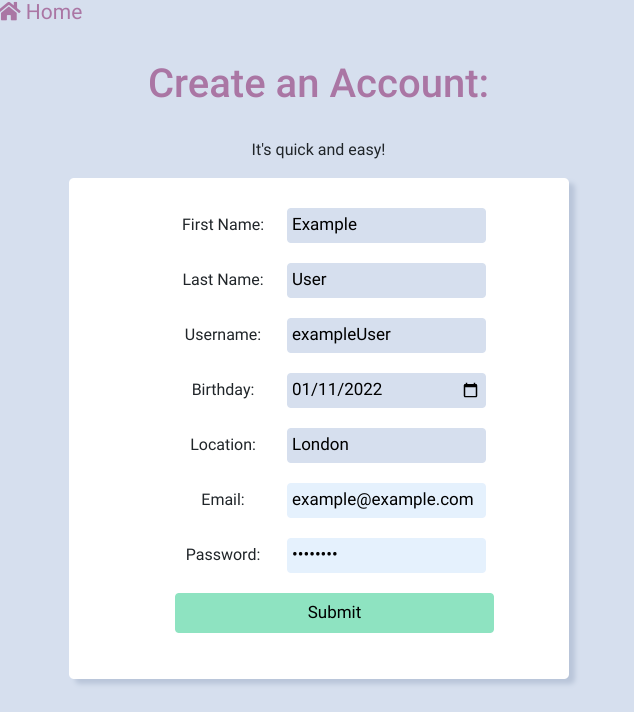 Home
Create an Account:
It's quick and easy!
First Name: Example
Last Name: User
Username: exampleUser
Birthday: 01/11/2022
Location: London
Email: example@example.com
Password: ••••••••
Submit